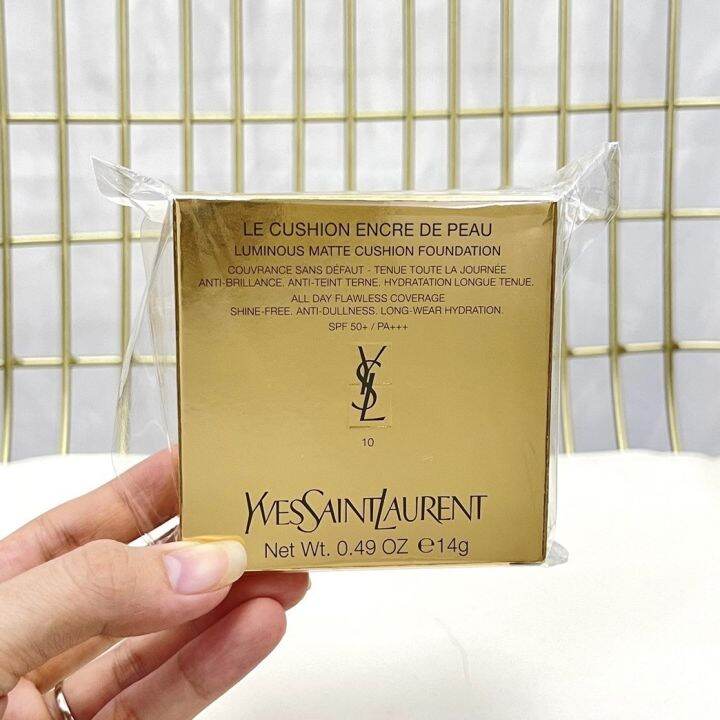 LE CUSHION ENCRE DE PEAU
LUMINOUS MATTE CUSHION FOUNDATION
COUVRANCE SANS DÉFAUT - TENUE TOUTE LA JOURNÉE
ANTI-BRILLANCE. ANTI-TEINT TERNE. HYDRATATION LONGUE TENUE.
ALL DAY FLAWLESS COVERAGE
SHINE-FREE. ANTI-DULLNESS. LONG-WEAR HYDRATION.
SPF 50+ / PA+++
YSL
10
YVESSAINTLAURENT
Net Wt. 0.49 OZ ℮14g